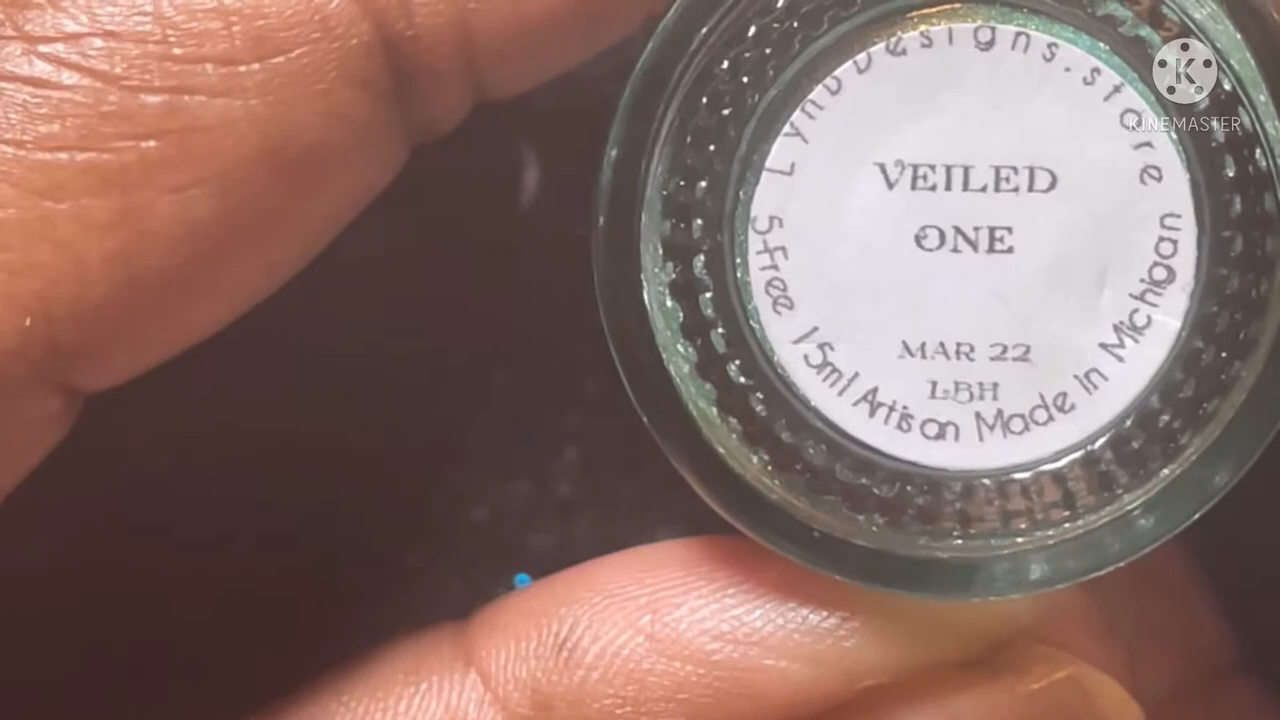 LynBDesigns.store
VEILED
ONE
MAR 22
LBH
5-free 15ml Artisan Made in Michigan
KINEMASTER